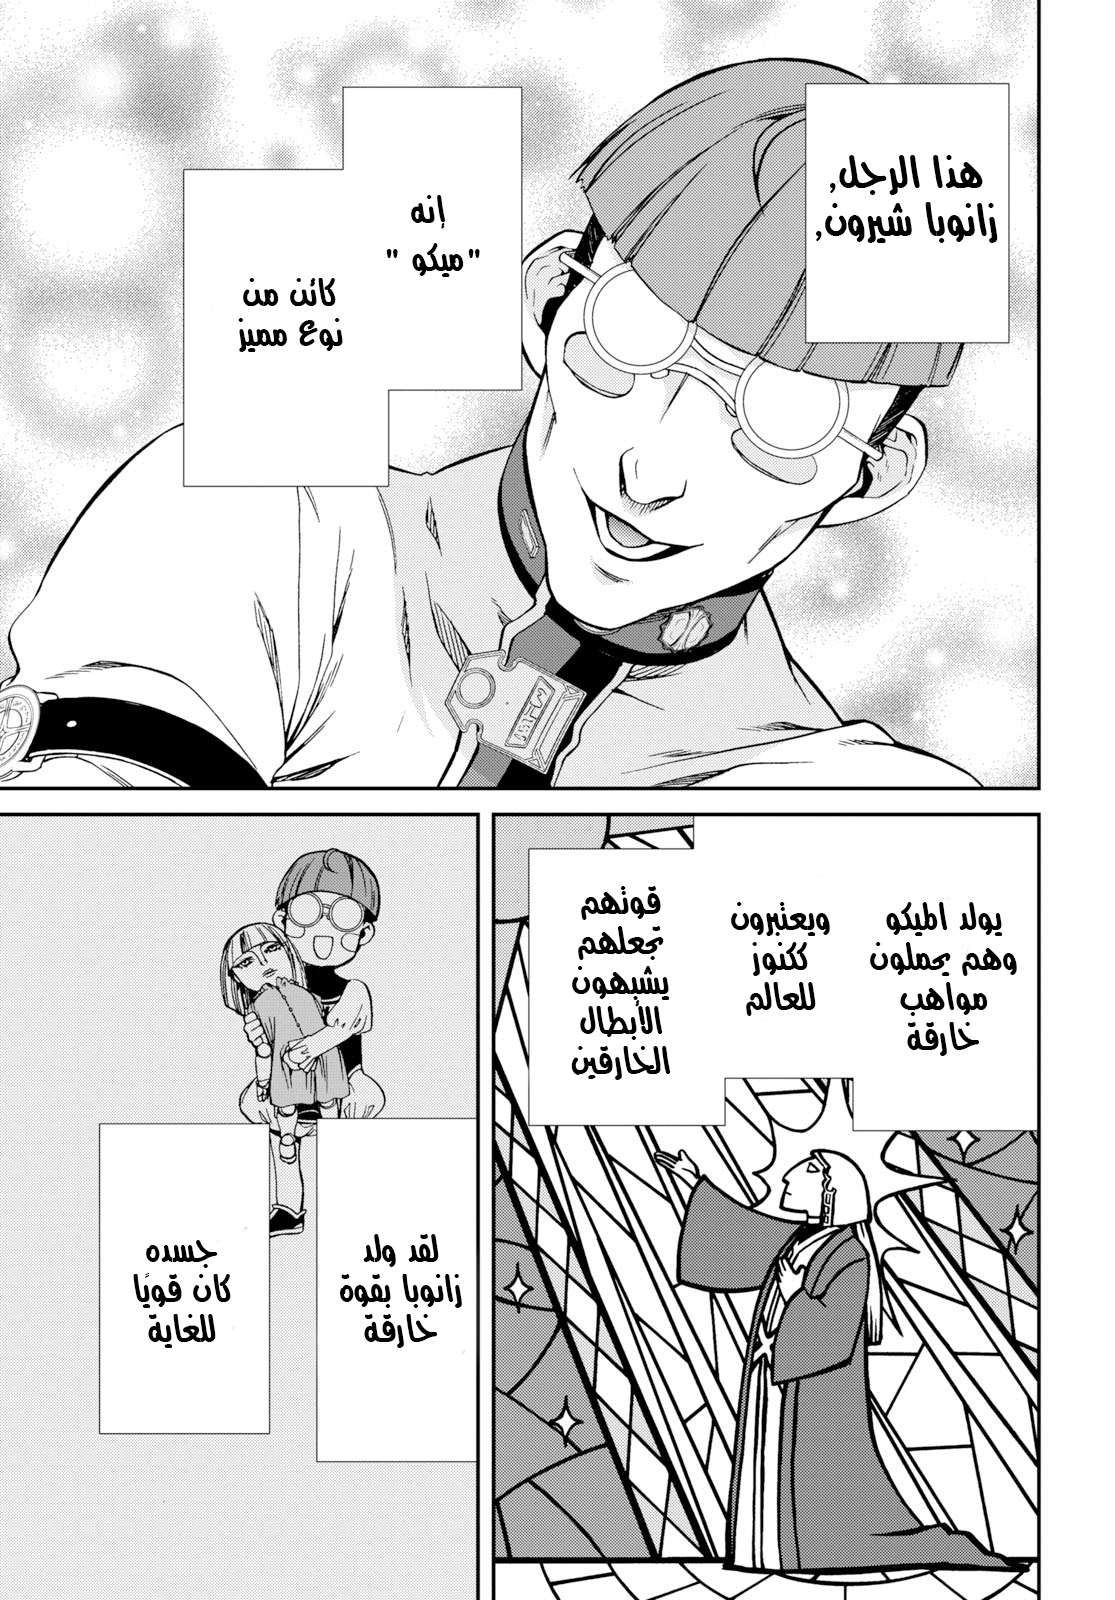 هذا الرجل,
زانوبا شيرون,
إنه
"ميكو "
كائن من
نوع مميز
يولد الميكو
وهم يحملون
مواهب
خارقة
ويعتبرون
ككنوز
للعالم
قوتهم
تجعلهم
يشبهون
الأبطال
الخارقين
لقد ولد
زانوبا بقوة
خارقة
جسده
كان قويًا
للغاية